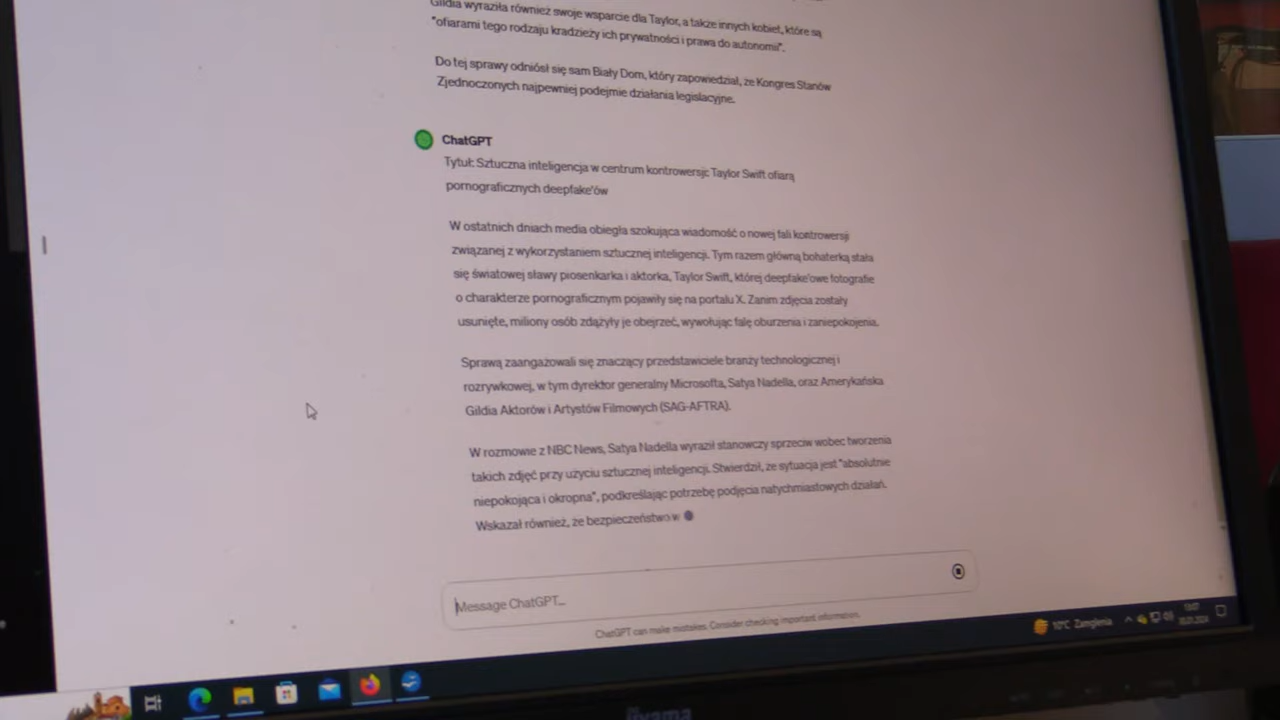 Gildia wyraziła również swoje wsparcie dla Taylor, a także innych kobiet, które są
"ofiarami tego rodzaju kradzieży ich prywatności i prawa do autonomii".
Do tej sprawy odniósł się sam Biały Dom, który zapowiedział, że Kongres Stanów
Zjednoczonych najpewniej podejmie działania legislacyjne.
ChatGPT
Tytuł: Sztuczna inteligencja w centrum kontrowersji: Taylor Swift ofiarą
pornograficznych deepfake'ów
W ostatnich dniach media obiegła szokująca wiadomość o nowej fali kontrowersji
związanej z wykorzystaniem sztucznej inteligencji. Tym razem główną bohaterką stała
się światowej sławy piosenkarka i aktorka, Taylor Swift, której deepfake'owe fotografie
o charakterze pornograficznym pojawiły się na portalu X. Zanim zdjęcia zostały
usunięte, miliony osób zdążyły je obejrzeć, wywołując falę oburzenia i zaniepokojenia.
Sprawą zaangażowali się znaczący przedstawiciele branży technologicznej i
rozrywkowej, w tym dyrektor generalny Microsofta, Satya Nadella, oraz Amerykańska
Gildia Aktorów i Artystów Filmowych (SAG-AFTRA).
W rozmowie z NBC News, Satya Nadella wyraził stanowczy sprzeciw wobec tworzenia
takich zdjęć przy użyciu sztucznej inteligencji. Stwierdził, że sytuacja jest "absolutnie
niepokojąca i okropna", podkreślając potrzebę podjęcia natychmiastowych działań.
Wskazał również, że bezpieczeństwo w
Message ChatGPT...
ChatGPT can make mistakes. Consider checking important information.
10°C Zamglenia
iiyama